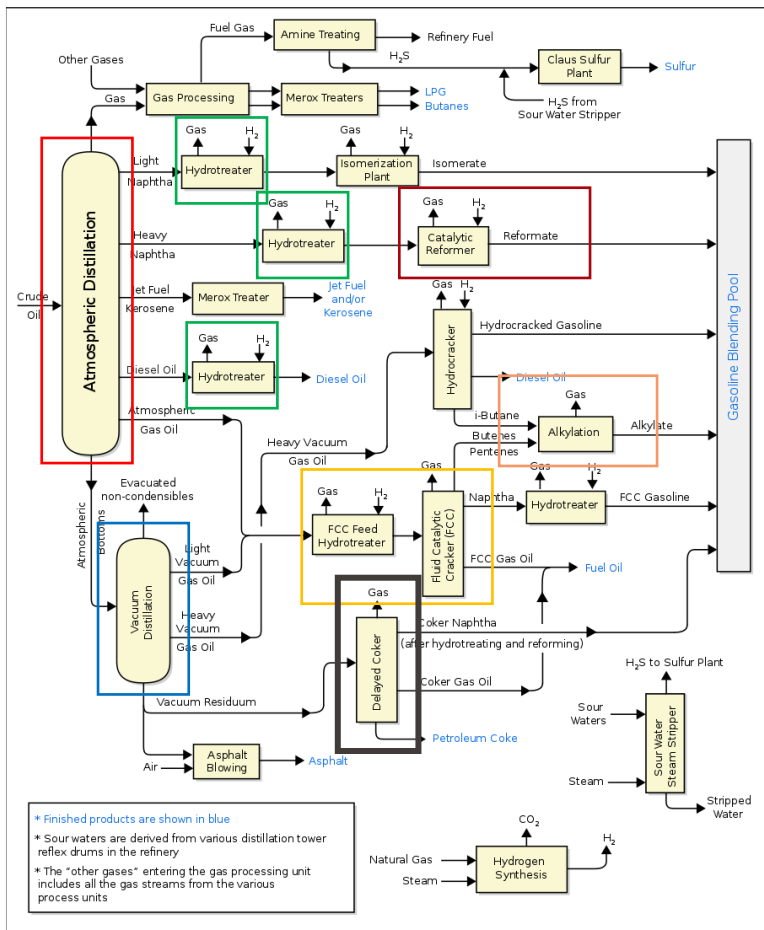 Fuel Gas
Amine Treating
Refinery Fuel
H₂S
Other Gases
Gas
Gas Processing
Merox Treaters
LPG
Butanes
Claus Sulfur
Plant
Sulfur
H₂S from
Sour Water Stripper
Light
Naphtha
Gas
H₂
Hydrotreater
Gas
H₂
Isomerization
Plant
Isomerate
Heavy
Naphtha
Gas
H₂
Hydrotreater
Gas
H₂
Catalytic
Reformer
Reformate
Crude
Oil
Atmospheric Distillation
Jet Fuel
Kerosene
Merox Treater
Jet Fuel
and/or
Kerosene
Gas
H₂
Hydrocracker
Hydrocracked Gasoline
Diesel Oil
Diesel Oil
Gas
H₂
Hydrotreater
Diesel Oil
Gasoline Blending Pool
Atmospheric
Gas Oil
i-Butane
Butenes
Pentenes
Gas
Alkylation
Alkylate
Heavy Vacuum
Gas Oil
Atmospheric
Bottoms
Evacuated
non-condensibles
Vacuum
Distillation
Light
Vacuum
Gas Oil
Heavy
Vacuum
Gas Oil
Gas
H₂
FCC Feed
Hydrotreater
Gas
Fluid Catalytic
Cracker (FCC)
Naphtha
Gas
H₂
Hydrotreater
FCC Gasoline
FCC Gas Oil
Fuel Oil
Gas
Delayed Coker
Coker Naphtha
(after hydrotreating and reforming)
Coker Gas Oil
Petroleum Coke
Vacuum Residuum
Air
Asphalt
Blowing
Asphalt
H₂S to Sulfur Plant
Sour
Waters
Sour Water
Steam Stripper
Steam
Stripped
Water
* Finished products are shown in blue
* Sour waters are derived from various distillation tower
reflex drums in the refinery
* The "other gases" entering the gas processing unit
includes all the gas streams from the various
process units
CO₂
H₂
Natural Gas
Steam
Hydrogen
Synthesis